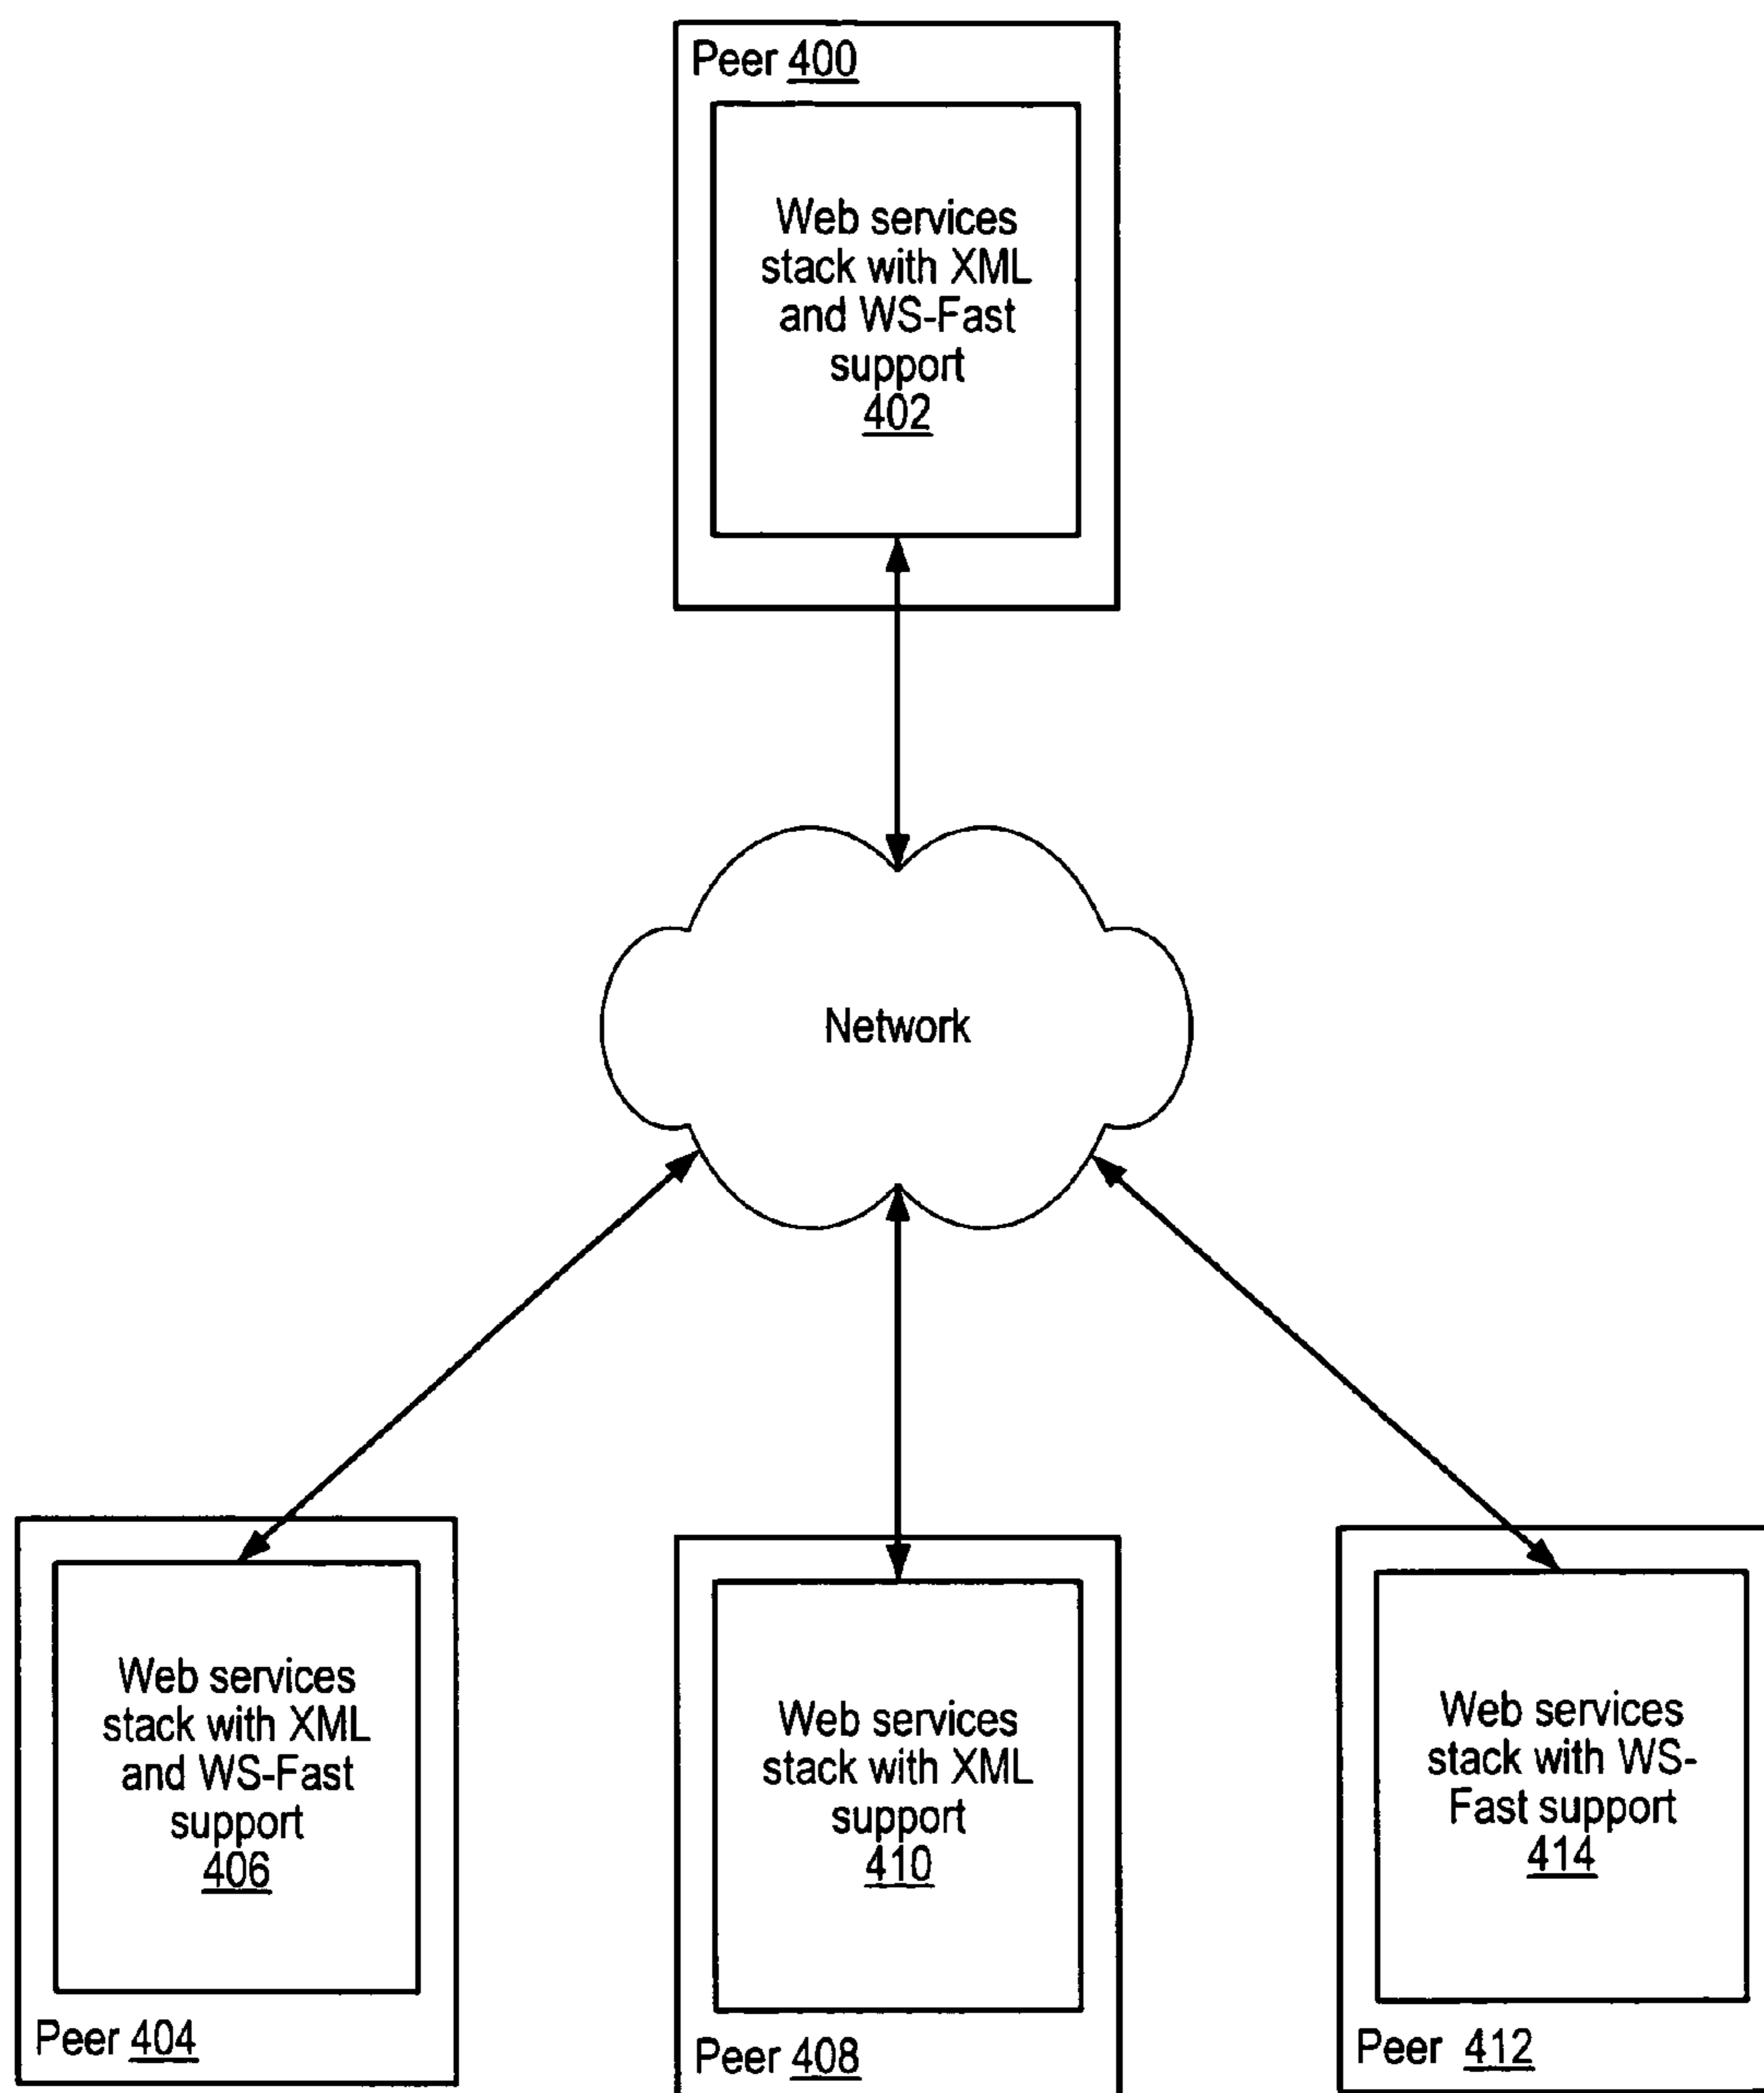 Peer 400
Web services
stack with XML
and WS-Fast
support
402
Network
Web services
stack with XML
and WS-Fast
support
406
Peer 404
Web services
stack with XML
support
410
Peer 408
Web services
stack with WS-
Fast support
414
Peer 412